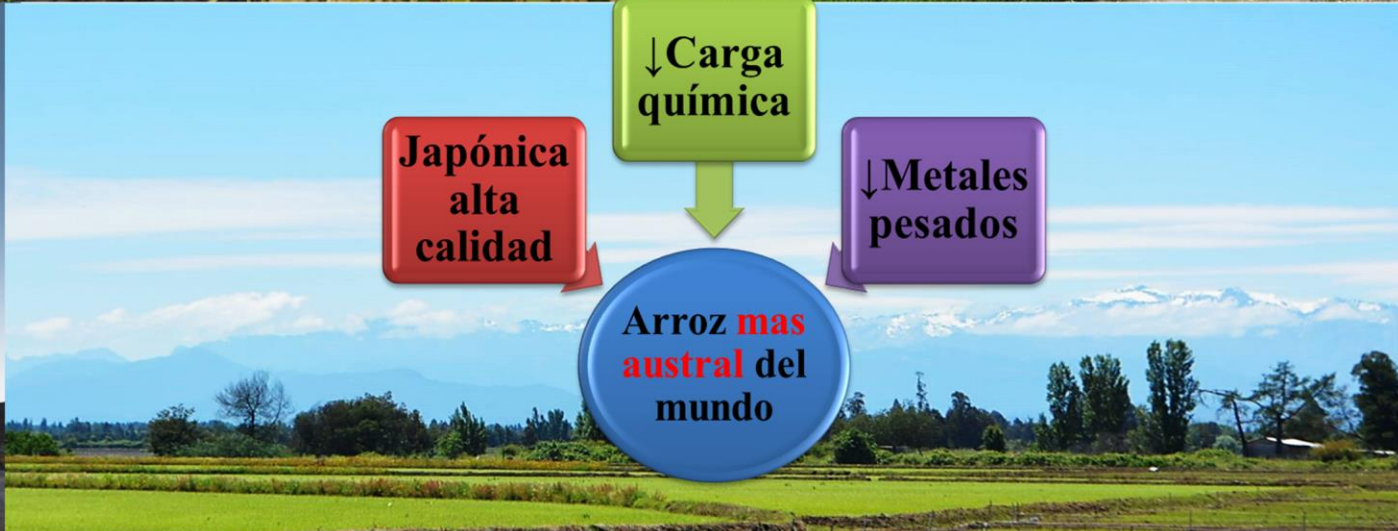 ↓Carga
química
Japónica
alta
calidad
↓Metales
pesados
Arroz mas
austral del
mundo